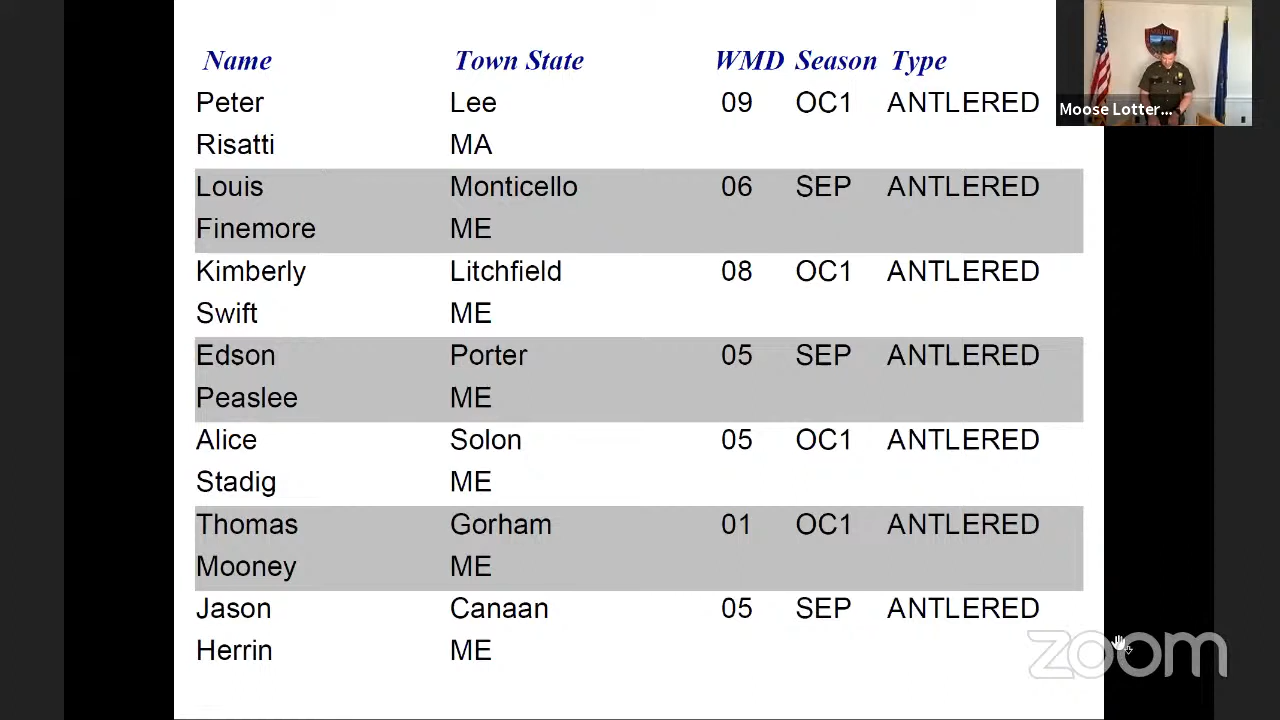 Name Town State WMD Season Type
Peter Lee 09 OC1 ANTLERED
Risatti MA
Louis Monticello 06 SEP ANTLERED
Finemore ME
Kimberly Litchfield 08 OC1 ANTLERED
Swift ME
Edson Porter 05 SEP ANTLERED
Peaslee ME
Alice Solon 05 OC1 ANTLERED
Stadig ME
Thomas Gorham 01 OC1 ANTLERED
Mooney ME
Jason Canaan 05 SEP ANTLERED
Herrin ME
MAINE
Moose Lotter...
zoom